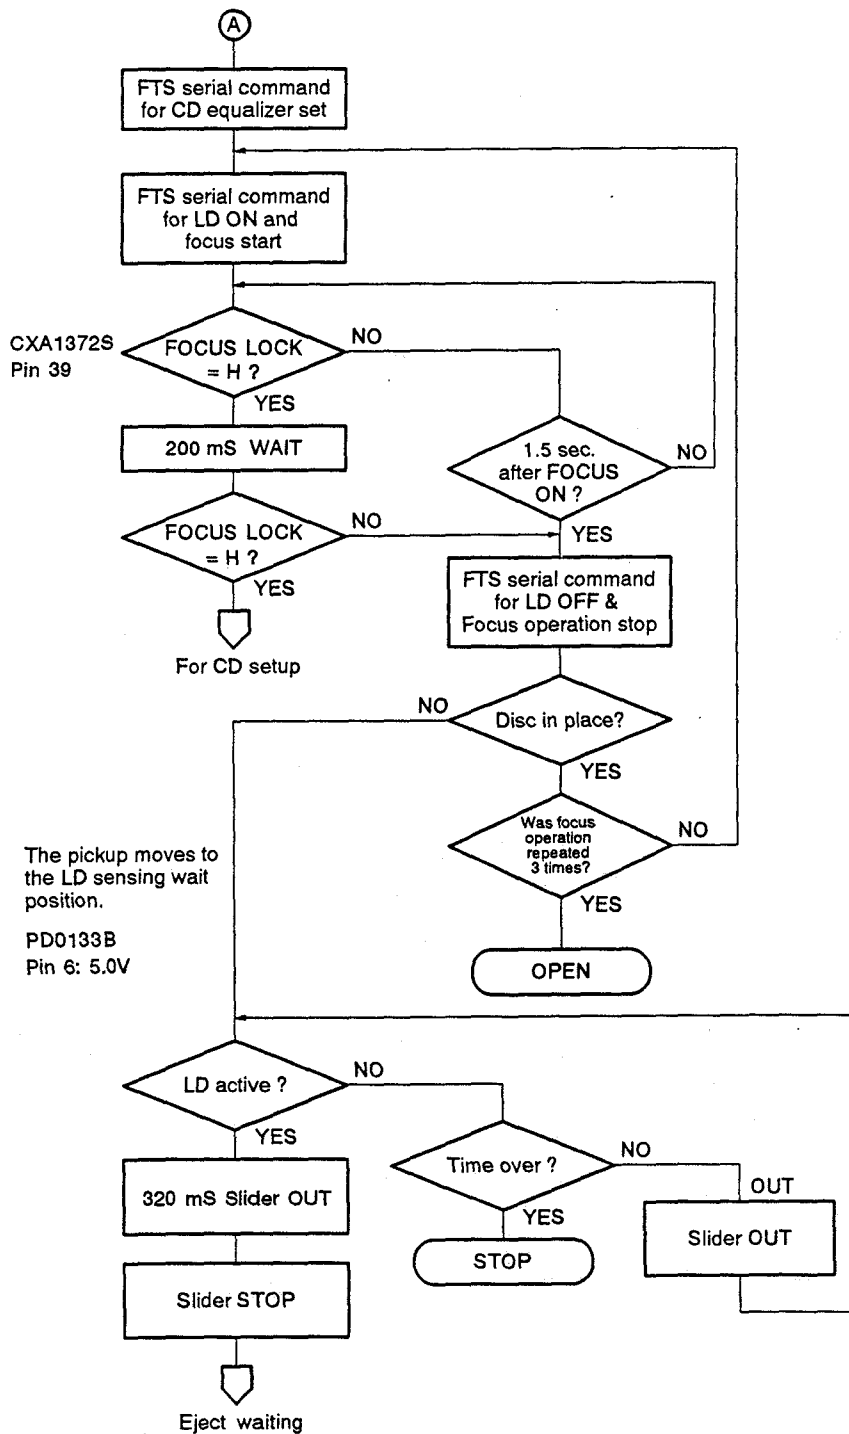 A
FTS serial command
for CD equalizer set
FTS serial command
for LD ON and
focus start
CXA1372S
Pin 39
FOCUS LOCK
= H ?
NO
YES
200 mS WAIT
1.5 sec.
after FOCUS
ON ?
NO
YES
FOCUS LOCK
= H ?
NO
YES
For CD setup
FTS serial command
for LD OFF &
Focus operation stop
Disc in place?
NO
YES
Was focus
operation
repeated
3 times?
NO
YES
OPEN
The pickup moves to
the LD sensing wait
position.
PD0133B
Pin 6: 5.0V
LD active ?
NO
YES
Time over ?
NO
YES
STOP
OUT
Slider OUT
320 mS Slider OUT
Slider STOP
Eject waiting